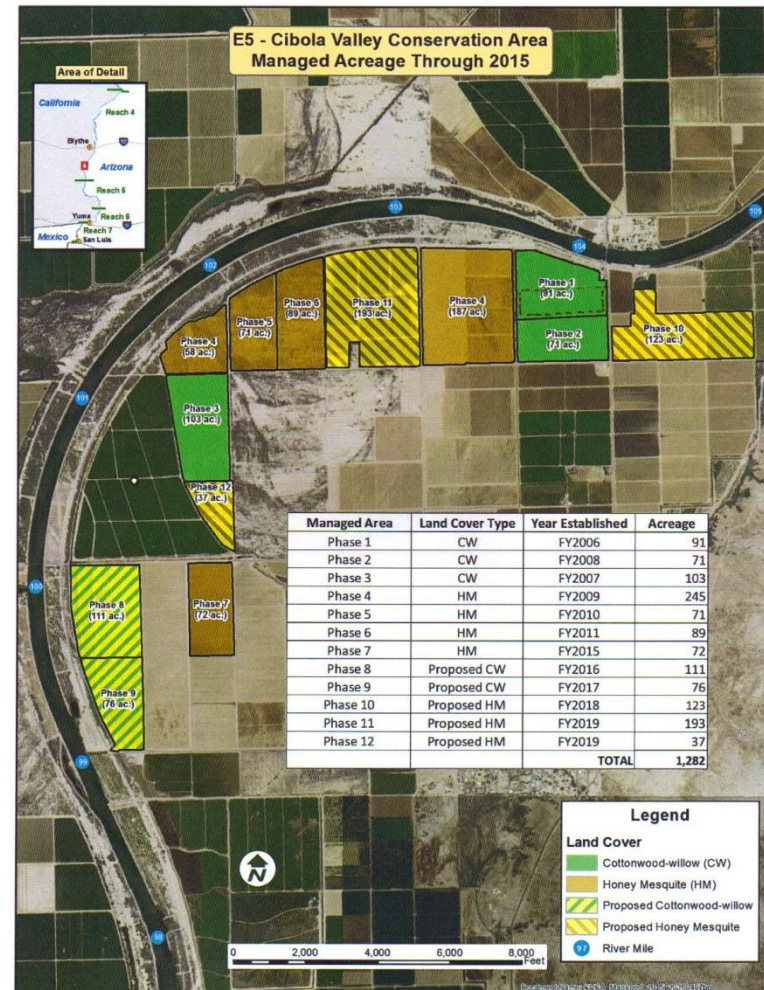 E5 - Cibola Valley Conservation Area
Managed Acreage Through 2015
Area of Detail
California
Reach 4
Blythe
Arizona
Reach 5
Reach 6
Yuma
Reach 7
Mexico
San Luis
103
105
104
102
Phase 1
(91 ac.)
Phase 6
(89 ac.)
Phase 11
(193 ac.)
Phase 4
(187 ac.)
Phase 5
(71 ac.)
Phase 2
(71 ac.)
Phase 10
(123 ac.)
Phase 4
(58 ac.)
101
Phase 3
(103 ac.)
Phase 12
(37 ac.)
Managed Area Land Cover Type Year Established Acreage
Phase 1 CW FY2006 91
Phase 2 CW FY2008 71
Phase 3 CW FY2007 103
Phase 4 HM FY2009 245
Phase 5 HM FY2010 71
Phase 6 HM FY2011 89
Phase 7 HM FY2015 72
Phase 8 Proposed CW FY2016 111
Phase 9 Proposed CW FY2017 76
Phase 10 Proposed HM FY2018 123
Phase 11 Proposed HM FY2019 193
Phase 12 Proposed HM FY2019 37
TOTAL 1,282
100
Phase 8
(111 ac.)
Phase 7
(72 ac.)
Phase 9
(76 ac.)
99
98
N
Legend
Land Cover
Cottonwood-willow (CW)
Honey Mesquite (HM)
Proposed Cottonwood-willow
Proposed Honey Mesquite
97 River Mile
0 2,000 4,000 6,000 8,000
Feet